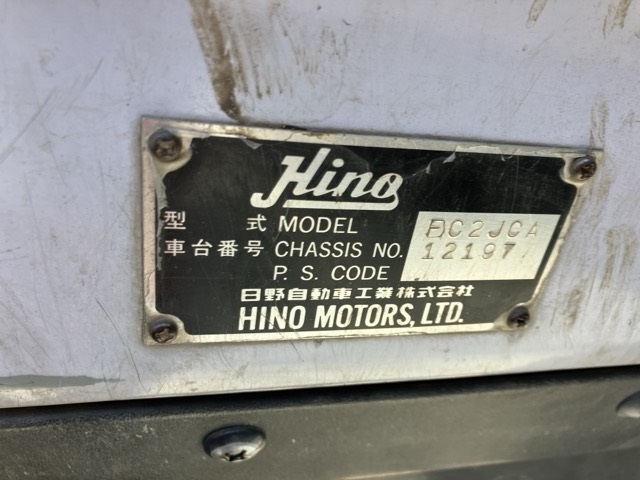 Hino
型 式 MODEL RC2JCA
車台番号 CHASSIS NO. 12197
P. S. CODE
日野自動車工業株式会社
HINO MOTORS, LTD.